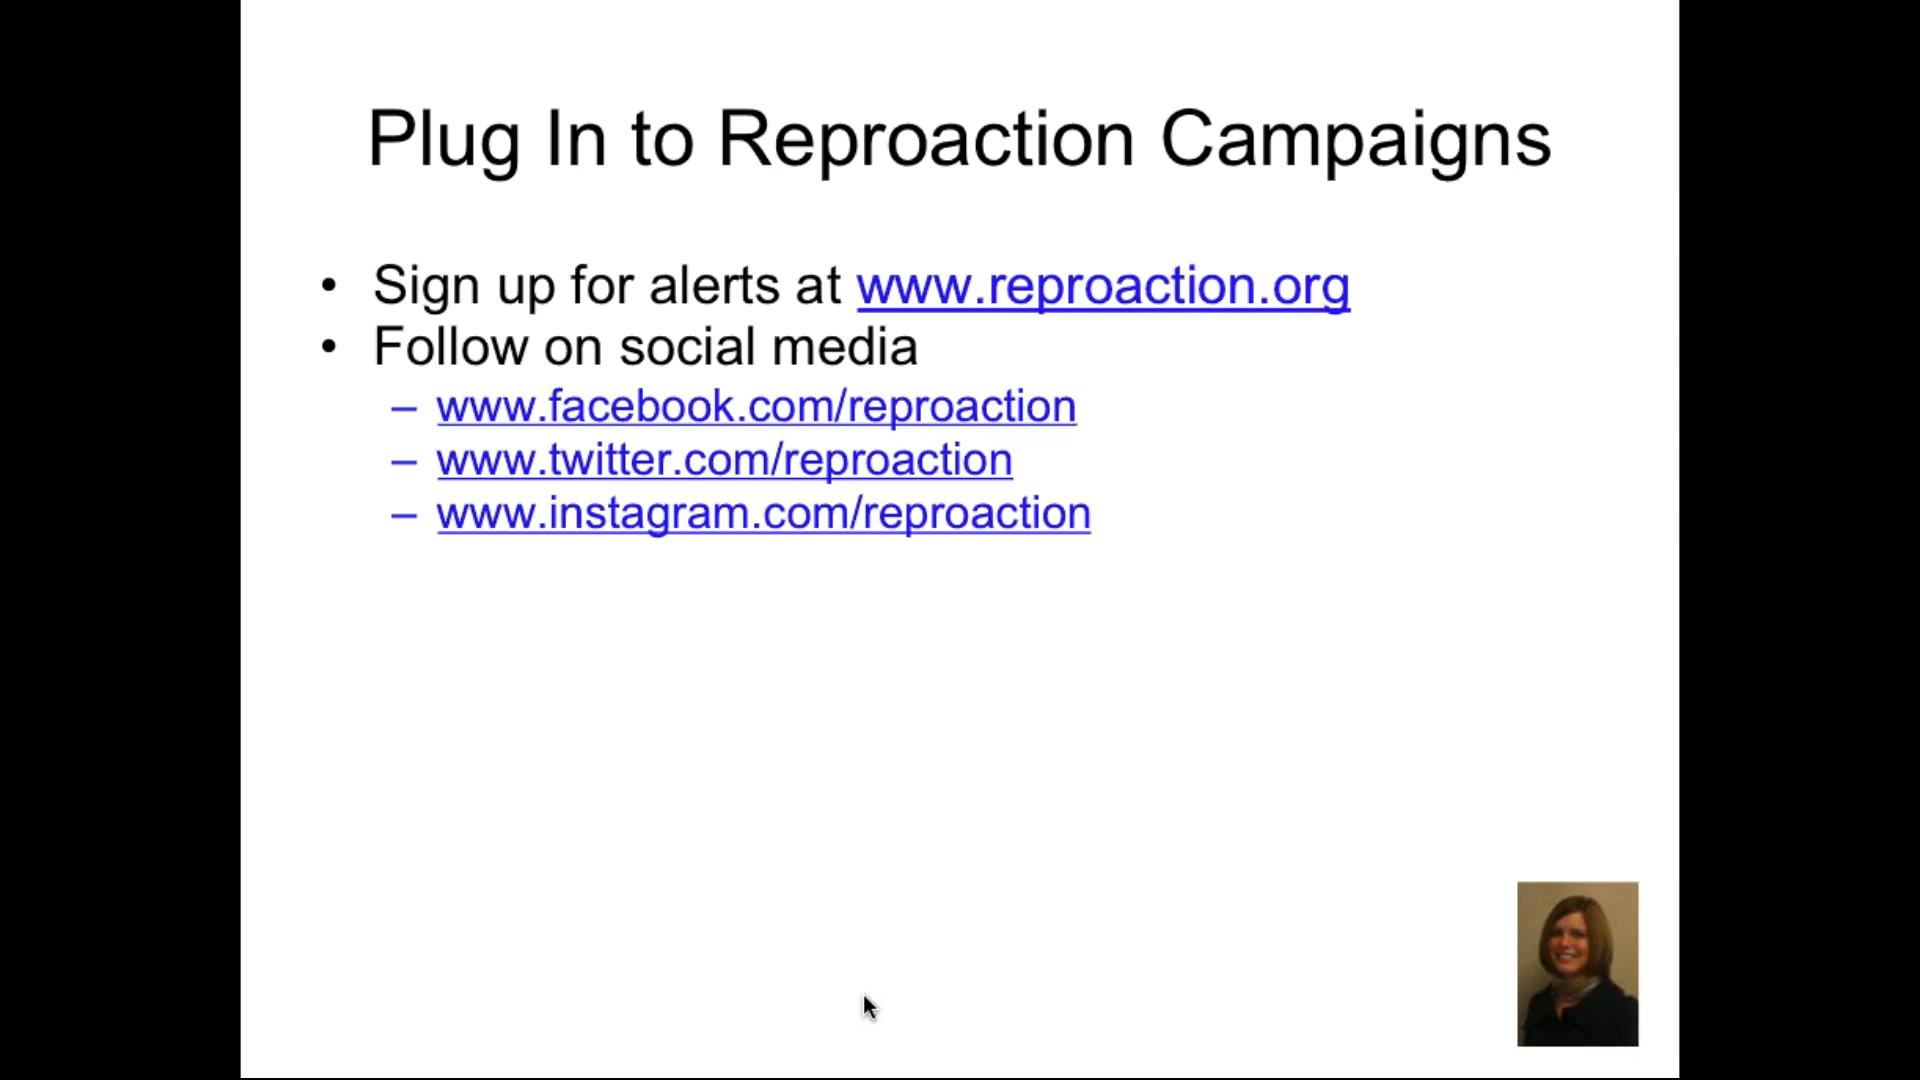 Plug In to Reproaction Campaigns
• Sign up for alerts at www.reproaction.org
• Follow on social media
– www.facebook.com/reproaction
– www.twitter.com/reproaction
– www.instagram.com/reproaction